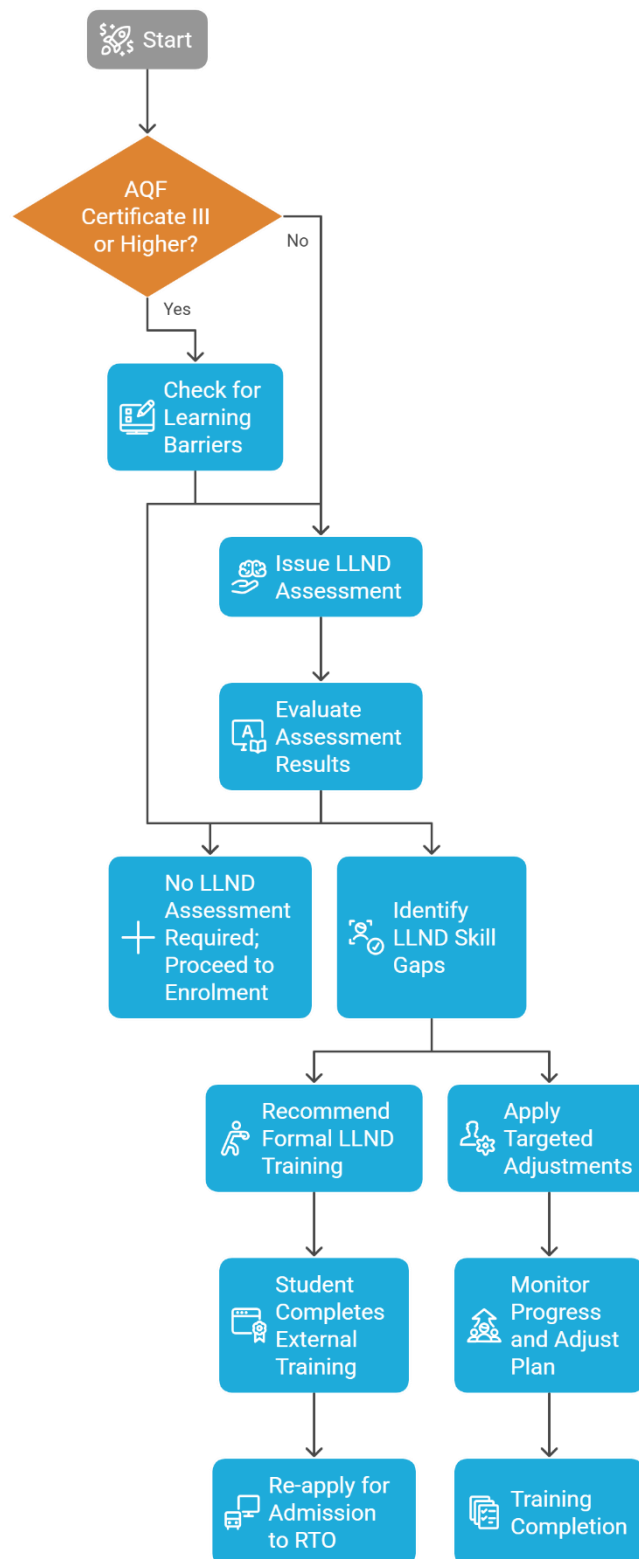 Start
AQF
Certificate III
or Higher?
No
Yes
Check for
Learning
Barriers
Issue LLND
Assessment
Evaluate
Assessment
Results
No LLND
Assessment
Required;
Proceed to
Enrolment
Identify
LLND Skill
Gaps
Recommend
Formal LLND
Training
Apply
Targeted
Adjustments
Student
Completes
External
Training
Monitor
Progress
and Adjust
Plan
Re-apply for
Admission
to RTO
Training
Completion